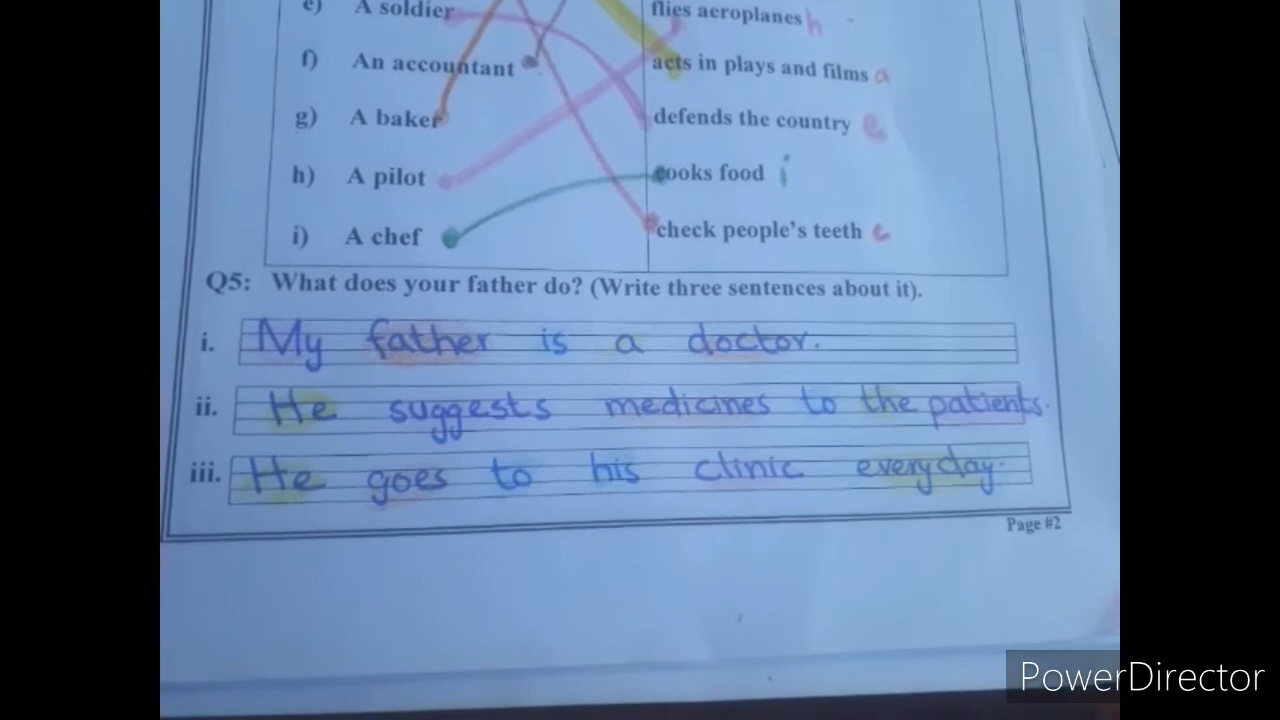 e) A soldier flies aeroplanes h
f) An accountant acts in plays and films a
g) A baker defends the country e
h) A pilot cooks food i
i) A chef check people's teeth c
Q5: What does your father do? (Write three sentences about it).
i. My father is a doctor.
ii. He suggests medicines to the patients.
iii. He goes to his clinic everyday.
Page #2
PowerDirector